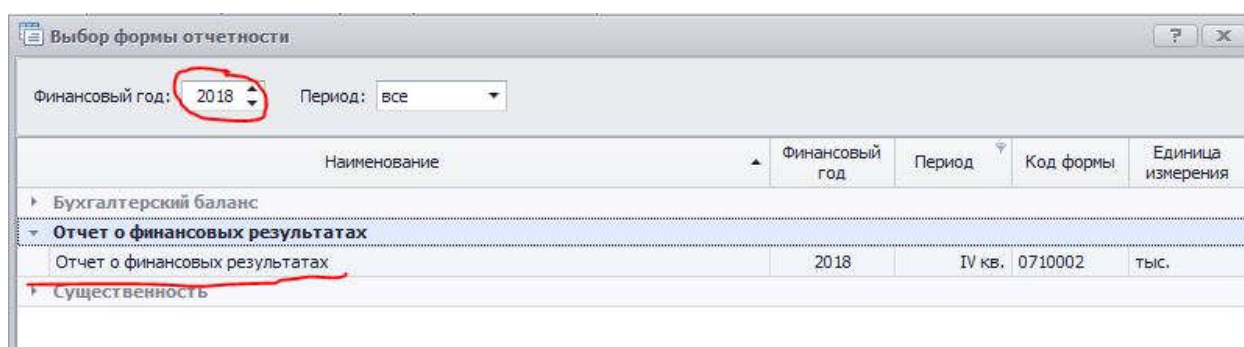 Выбор формы отчетности
Финансовый год: 2018 Период: все
Наименование Финансовый год Период Код формы Единица измерения
Бухгалтерский баланс
Отчет о финансовых результатах
Отчет о финансовых результатах 2018 IV кв. 0710002 тыс.
Существенность